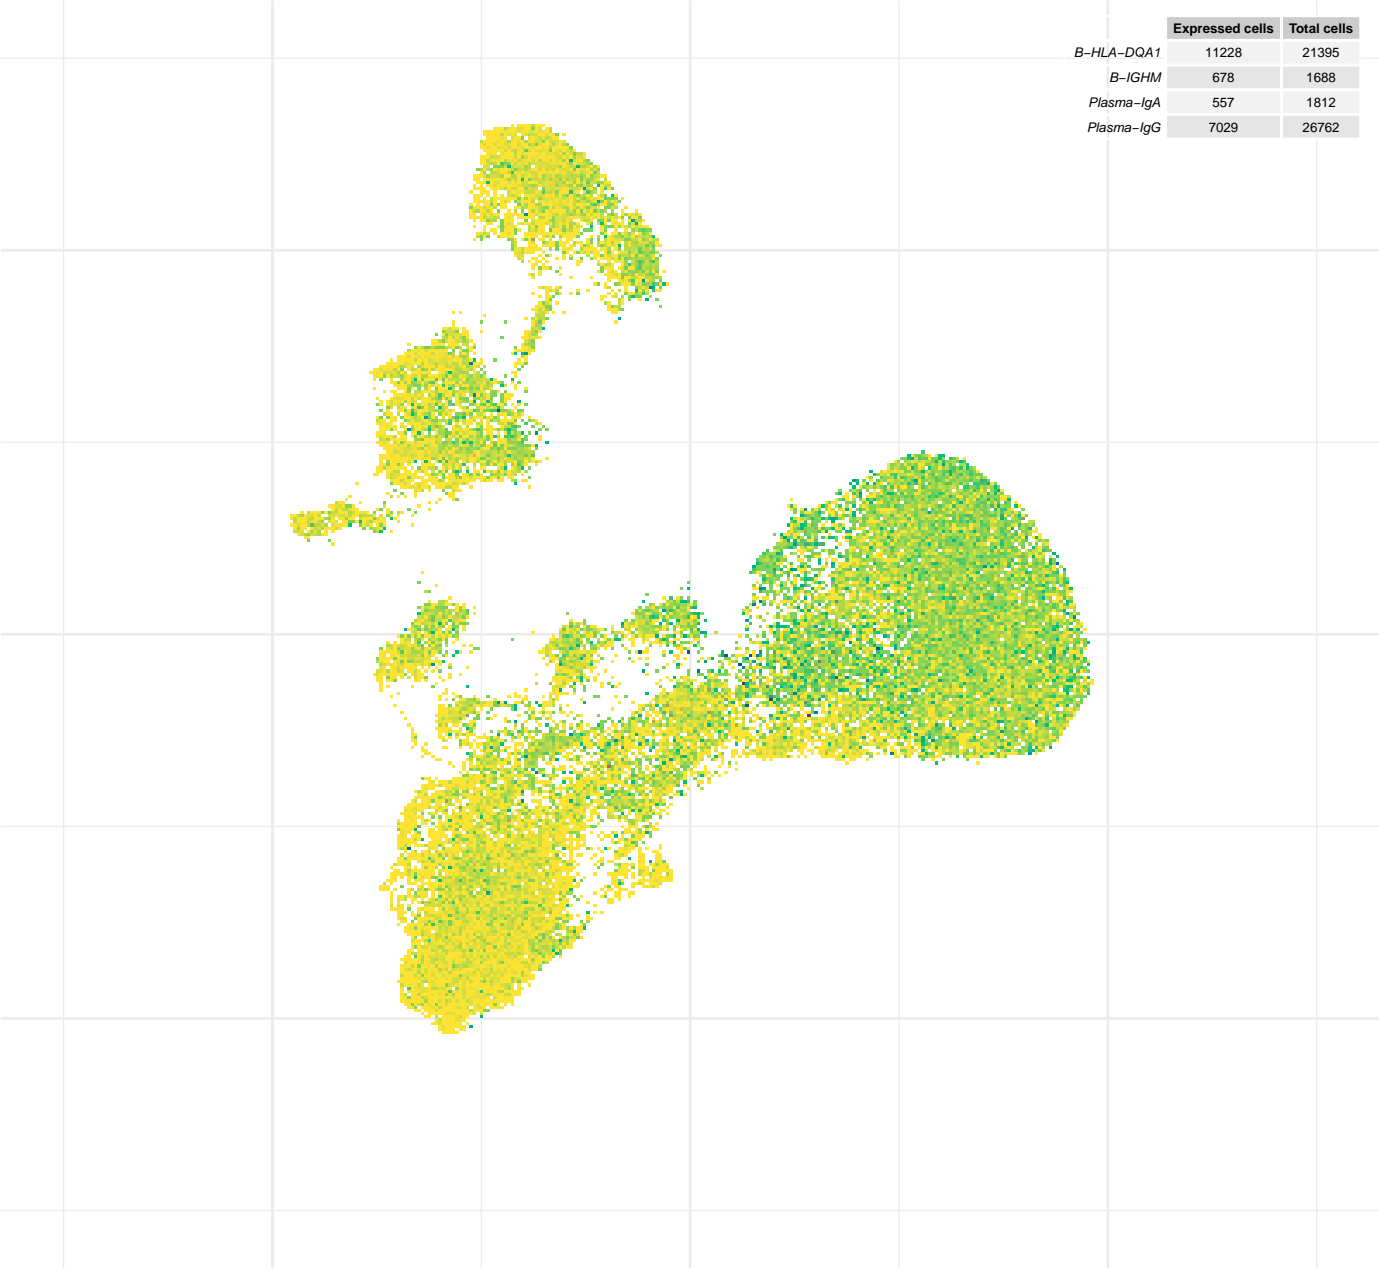 Expressed cells Total cells
B−HLA−DQA1 11228 21395
B−IGHM 678 1688
Plasma−IgA 557 1812
Plasma−IgG 7029 26762